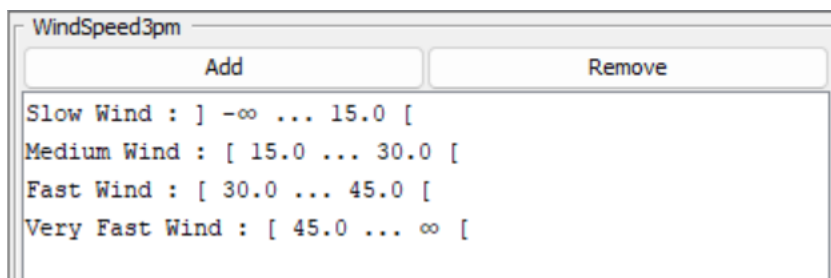 WindSpeed3pm
Add Remove
Slow Wind : ] -∞ ... 15.0 [
Medium Wind : [ 15.0 ... 30.0 [
Fast Wind : [ 30.0 ... 45.0 [
Very Fast Wind : [ 45.0 ... ∞ [